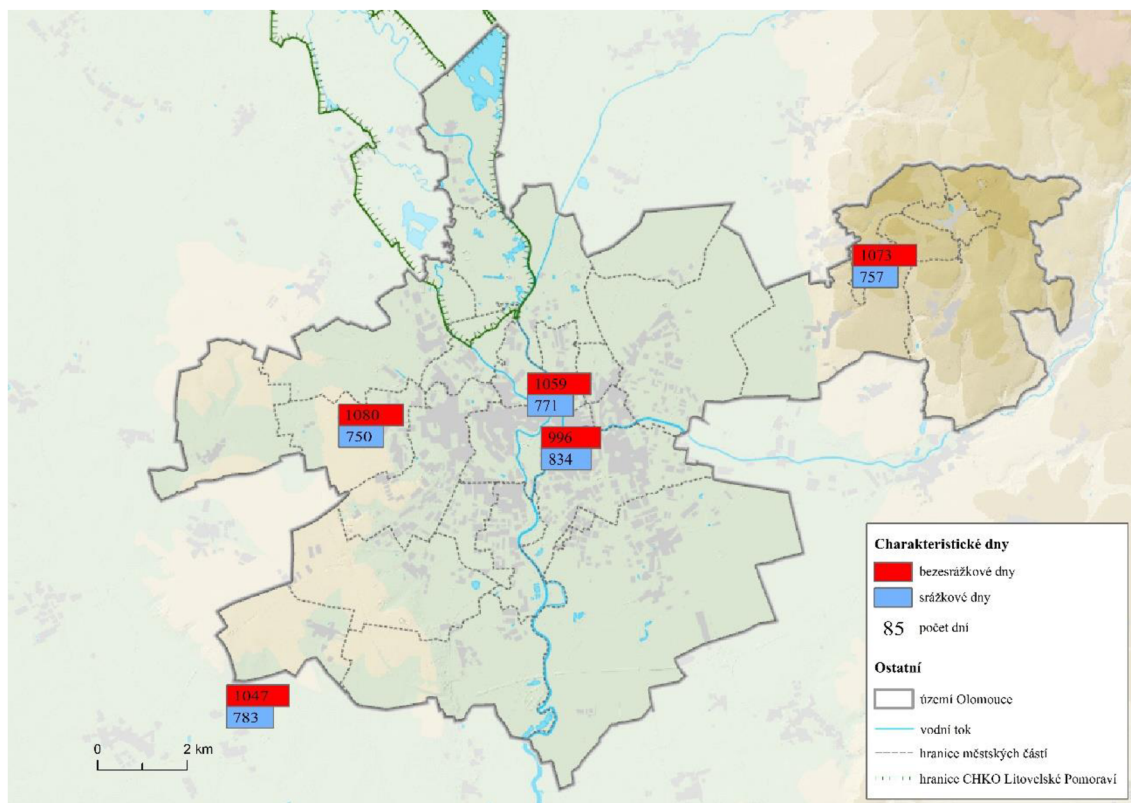 1073
757
1059
771
1080
750
996
834
1047
783
0 2 km
Charakteristické dny
bezesrážkové dny
srážkové dny
85 počet dní
Ostatní
území Olomouce
vodní tok
hranice městských částí
hranice CHKO Litovelské Pomoraví